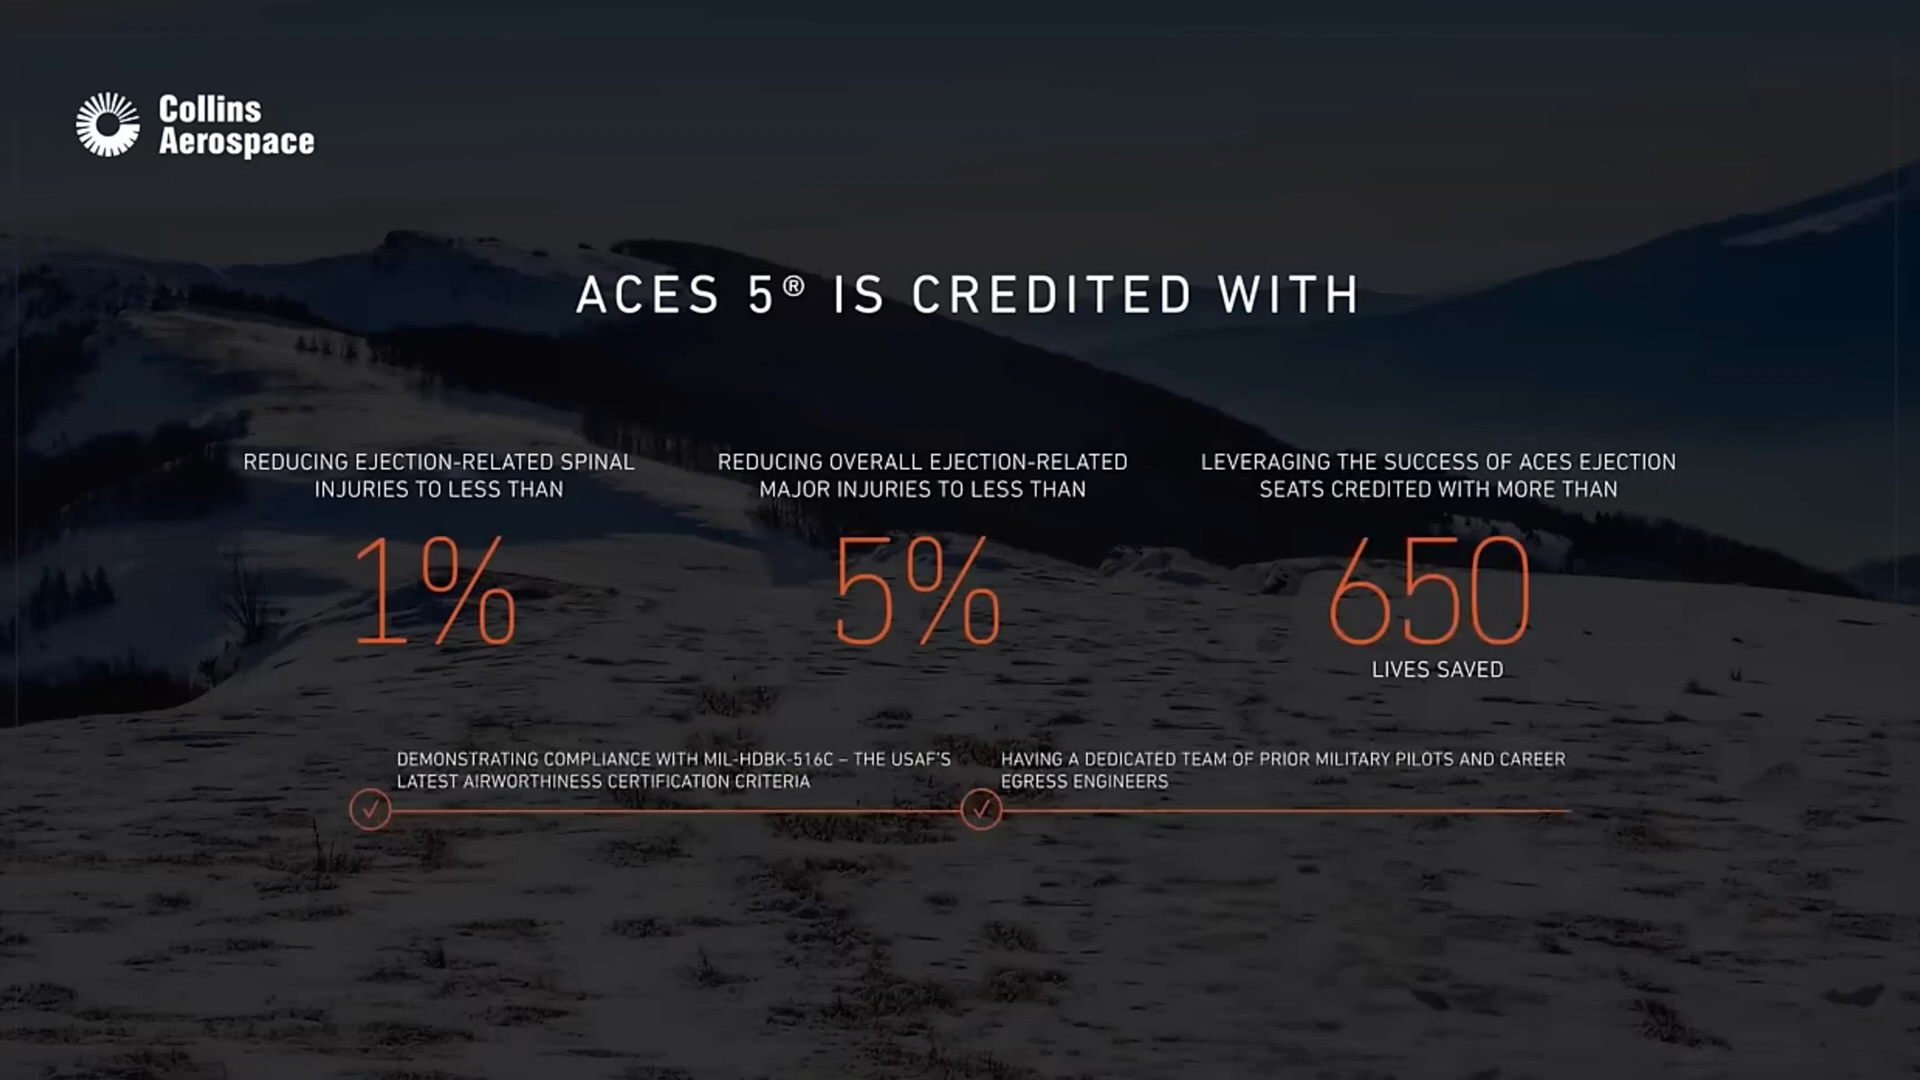 Collins
Aerospace
ACES 5® IS CREDITED WITH
REDUCING EJECTION-RELATED SPINAL
INJURIES TO LESS THAN
1%
REDUCING OVERALL EJECTION-RELATED
MAJOR INJURIES TO LESS THAN
5%
LEVERAGING THE SUCCESS OF ACES EJECTION
SEATS CREDITED WITH MORE THAN
650
LIVES SAVED
DEMONSTRATING COMPLIANCE WITH MIL-HDBK-516C – THE USAF'S
LATEST AIRWORTHINESS CERTIFICATION CRITERIA
HAVING A DEDICATED TEAM OF PRIOR MILITARY PILOTS AND CAREER
EGRESS ENGINEERS